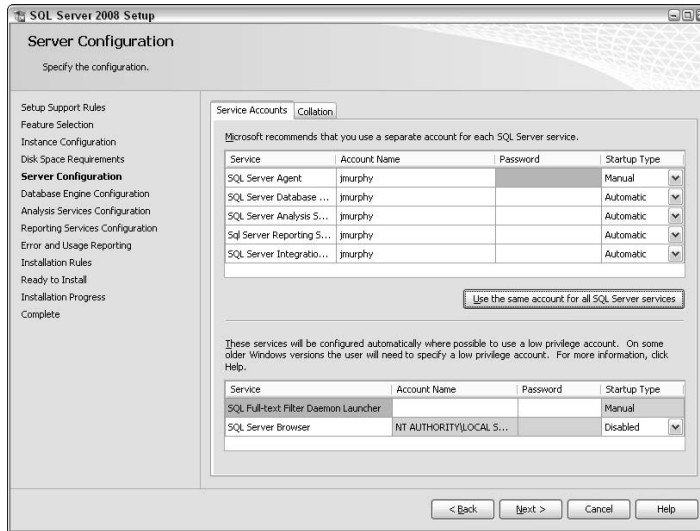 SQL Server 2008 Setup
Server Configuration
Specify the configuration.
Setup Support Rules
Feature Selection
Instance Configuration
Disk Space Requirements
Server Configuration
Database Engine Configuration
Analysis Services Configuration
Reporting Services Configuration
Error and Usage Reporting
Installation Rules
Ready to Install
Installation Progress
Complete
Service Accounts Collation
Microsoft recommends that you use a separate account for each SQL Server service.
Service Account Name Password Startup Type
SQL Server Agent jmurphy Manual
SQL Server Database ... jmurphy Automatic
SQL Server Analysis S... jmurphy Automatic
Sql Server Reporting S... jmurphy Automatic
SQL Server Integratio... jmurphy Automatic
Use the same account for all SQL Server services
These services will be configured automatically where possible to use a low privilege account. On some
older Windows versions the user will need to specify a low privilege account. For more information, click
Help.
Service Account Name Password Startup Type
SQL Full-text Filter Daemon Launcher Manual
SQL Server Browser NT AUTHORITY\LOCAL S... Disabled
< Back Next > Cancel Help